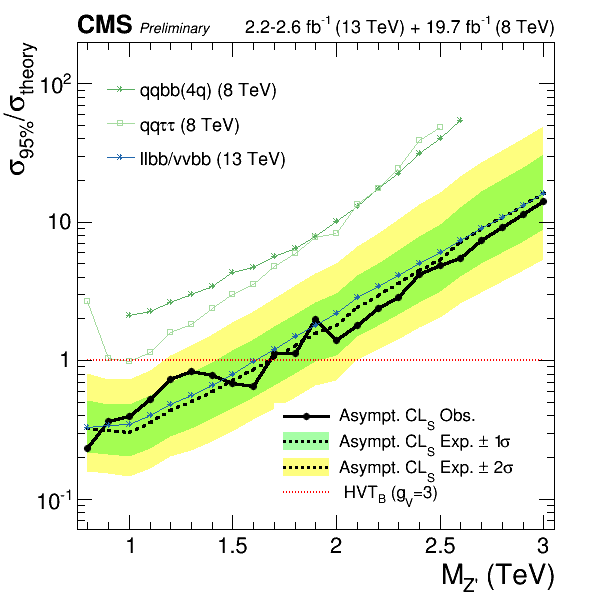 CMS Preliminary 2.2-2.6 fb⁻¹ (13 TeV) + 19.7 fb⁻¹ (8 TeV)
σ95%/σtheory
qqbb(4q) (8 TeV)
qqττ (8 TeV)
llbb/ννbb (13 TeV)
10²
10
1
10⁻¹
Asympt. CLS Obs.
Asympt. CLS Exp. ± 1σ
Asympt. CLS Exp. ± 2σ
HVTB (gV=3)
1 1.5 2 2.5 3
MZ' (TeV)